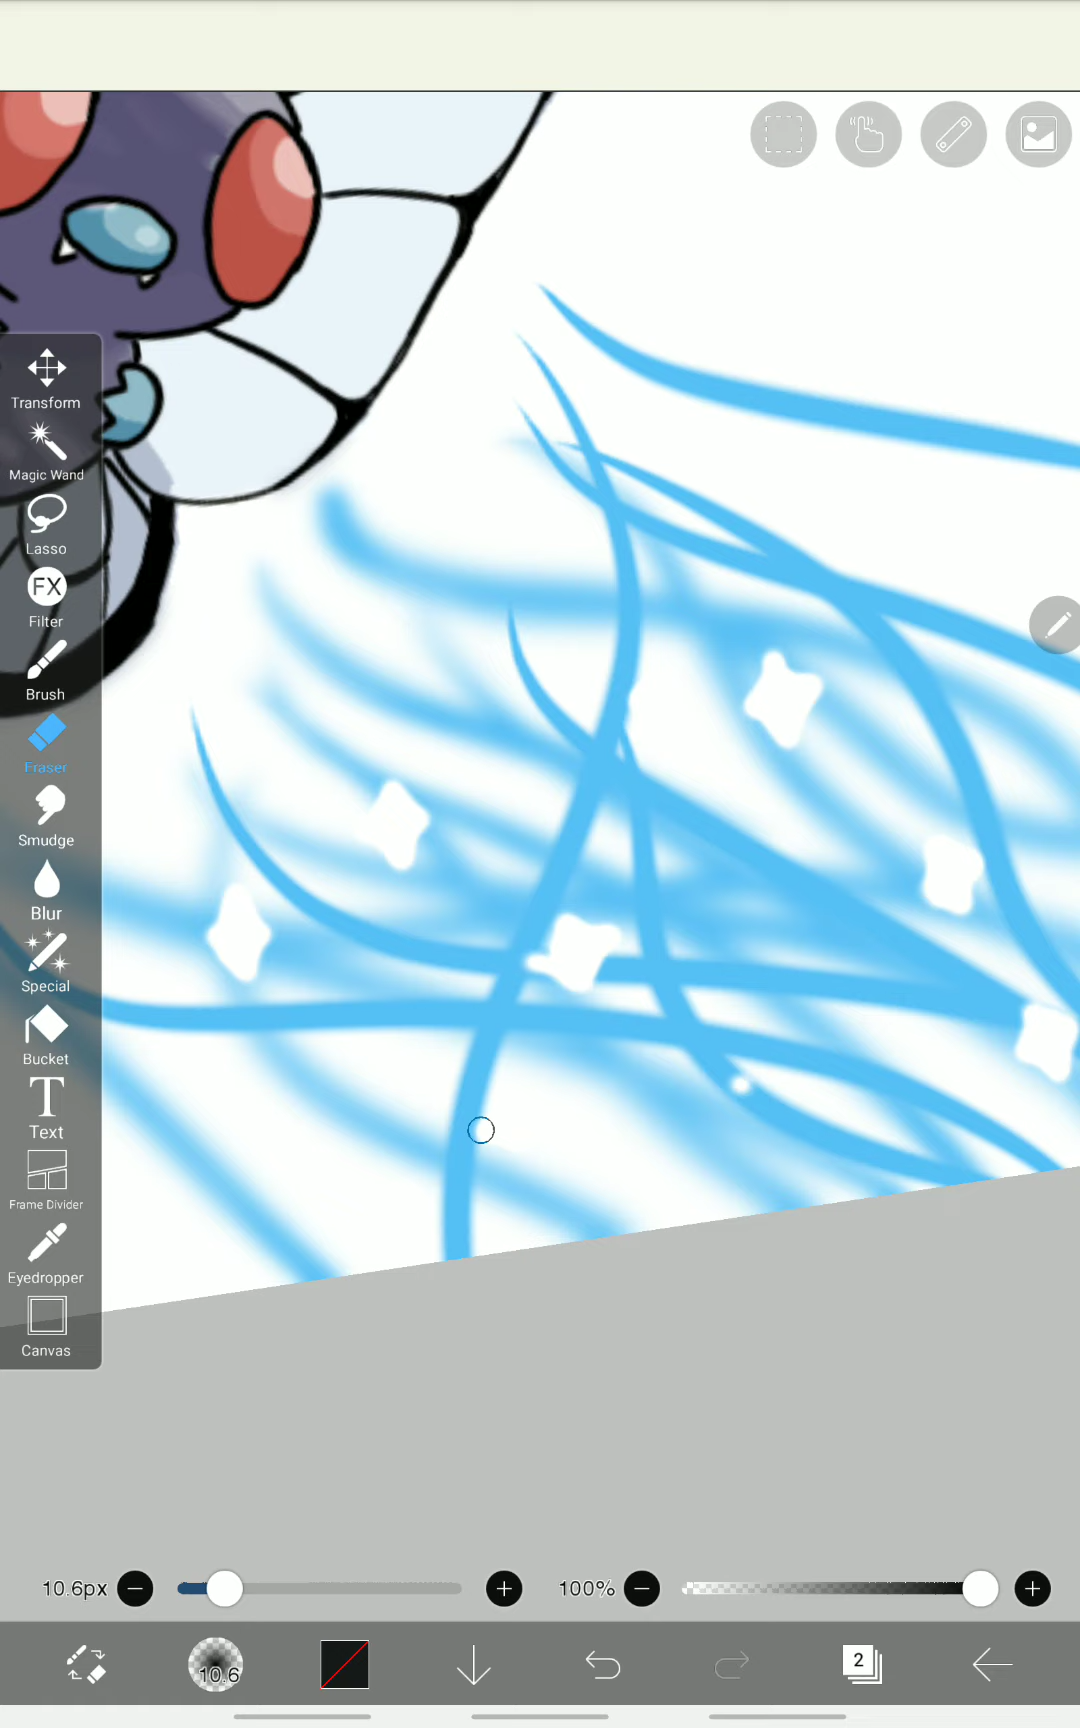 Transform
Magic Wand
Lasso
FX
Filter
Brush
Eraser
Smudge
Blur
Special
Bucket
T
Text
Frame Divider
Eyedropper
Canvas
10.6px
100%
10.6
2